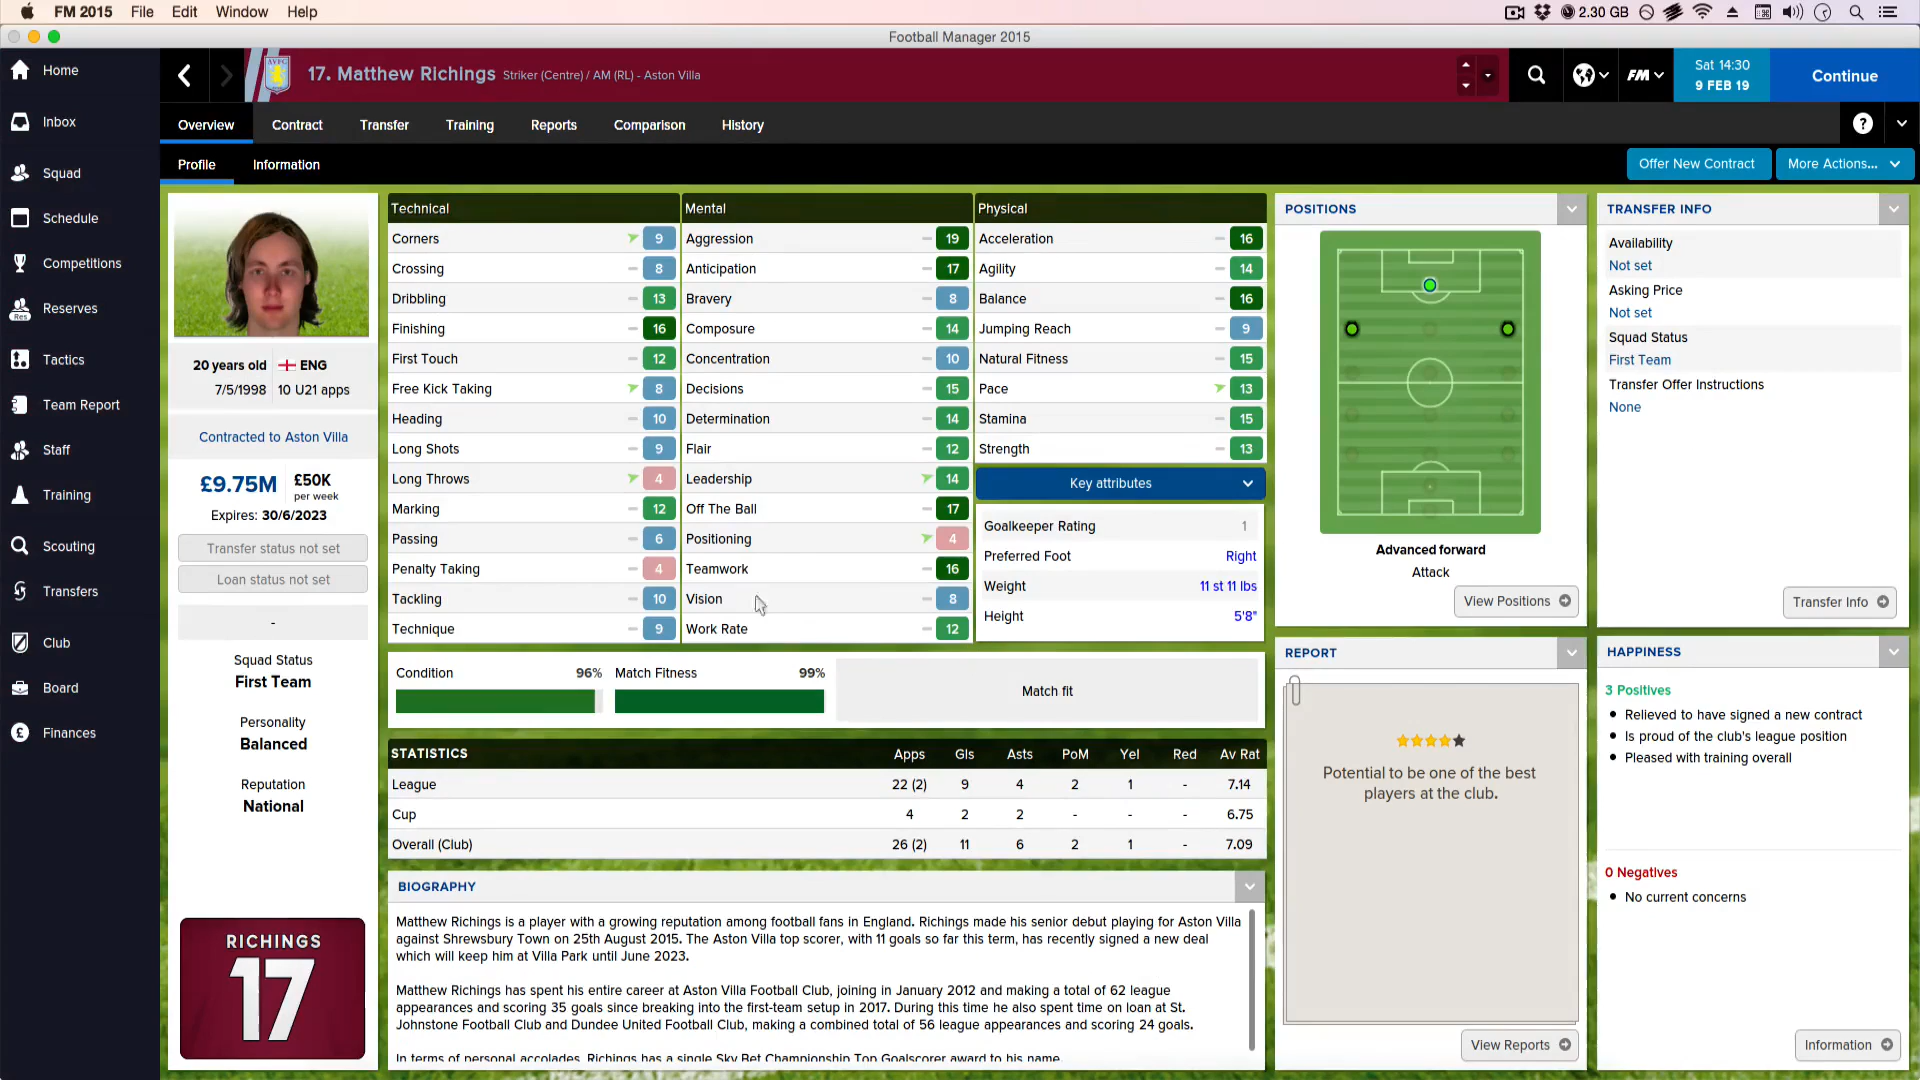 FM 2015 File Edit Window Help 2.30 GB
Football Manager 2015
Home
Inbox
Squad
Schedule
Competitions
Reserves
Res
Tactics
Team Report
Staff
Training
Scouting
Transfers
Club
Board
Finances
AVFC
17. Matthew Richings Striker (Centre) / AM (RL) - Aston Villa
FM
Sat 14:30
9 FEB 19
Continue
Overview Contract Transfer Training Reports Comparison History
?
Profile Information
Offer New Contract More Actions...
20 years old ENG
7/5/1998 10 U21 apps
Contracted to Aston Villa
£9.75M £50K
per week
Expires: 30/6/2023
Transfer status not set
Loan status not set
-
Squad Status
First Team
Personality
Balanced
Reputation
National
RICHINGS
17
Technical
Corners 9
Crossing 8
Dribbling 13
Finishing 16
First Touch 12
Free Kick Taking 8
Heading 10
Long Shots 9
Long Throws 4
Marking 12
Passing 6
Penalty Taking 4
Tackling 10
Technique 9
Mental
Aggression 19
Anticipation 17
Bravery 8
Composure 14
Concentration 10
Decisions 15
Determination 14
Flair 12
Leadership 14
Off The Ball 17
Positioning 4
Teamwork 16
Vision 8
Work Rate 12
Physical
Acceleration 16
Agility 14
Balance 16
Jumping Reach 9
Natural Fitness 15
Pace 13
Stamina 15
Strength 13
Key attributes
Goalkeeper Rating 1
Preferred Foot Right
Weight 11 st 11 lbs
Height 5'8"
Condition 96%
Match Fitness 99%
Match fit
STATISTICS Apps Gls Asts PoM Yel Red Av Rat
League 22 (2) 9 4 2 1 - 7.14
Cup 4 2 2 - - - 6.75
Overall (Club) 26 (2) 11 6 2 1 - 7.09
BIOGRAPHY
Matthew Richings is a player with a growing reputation among football fans in England. Richings made his senior debut playing for Aston Villa
against Shrewsbury Town on 25th August 2015. The Aston Villa top scorer, with 11 goals so far this term, has recently signed a new deal
which will keep him at Villa Park until June 2023.
Matthew Richings has spent his entire career at Aston Villa Football Club, joining in January 2012 and making a total of 62 league
appearances and scoring 35 goals since breaking into the first-team setup in 2017. During this time he also spent time on loan at St.
Johnstone Football Club and Dundee United Football Club, making a combined total of 56 league appearances and scoring 24 goals.
In terms of personal accolades, Richings has a single Sky Bet Championship Top Goalscorer award to his name.
POSITIONS
Advanced forward
Attack
View Positions
REPORT
Potential to be one of the best
players at the club.
View Reports
TRANSFER INFO
Availability
Not set
Asking Price
Not set
Squad Status
First Team
Transfer Offer Instructions
None
Transfer Info
HAPPINESS
3 Positives
Relieved to have signed a new contract
Is proud of the club's league position
Pleased with training overall
0 Negatives
No current concerns
Information